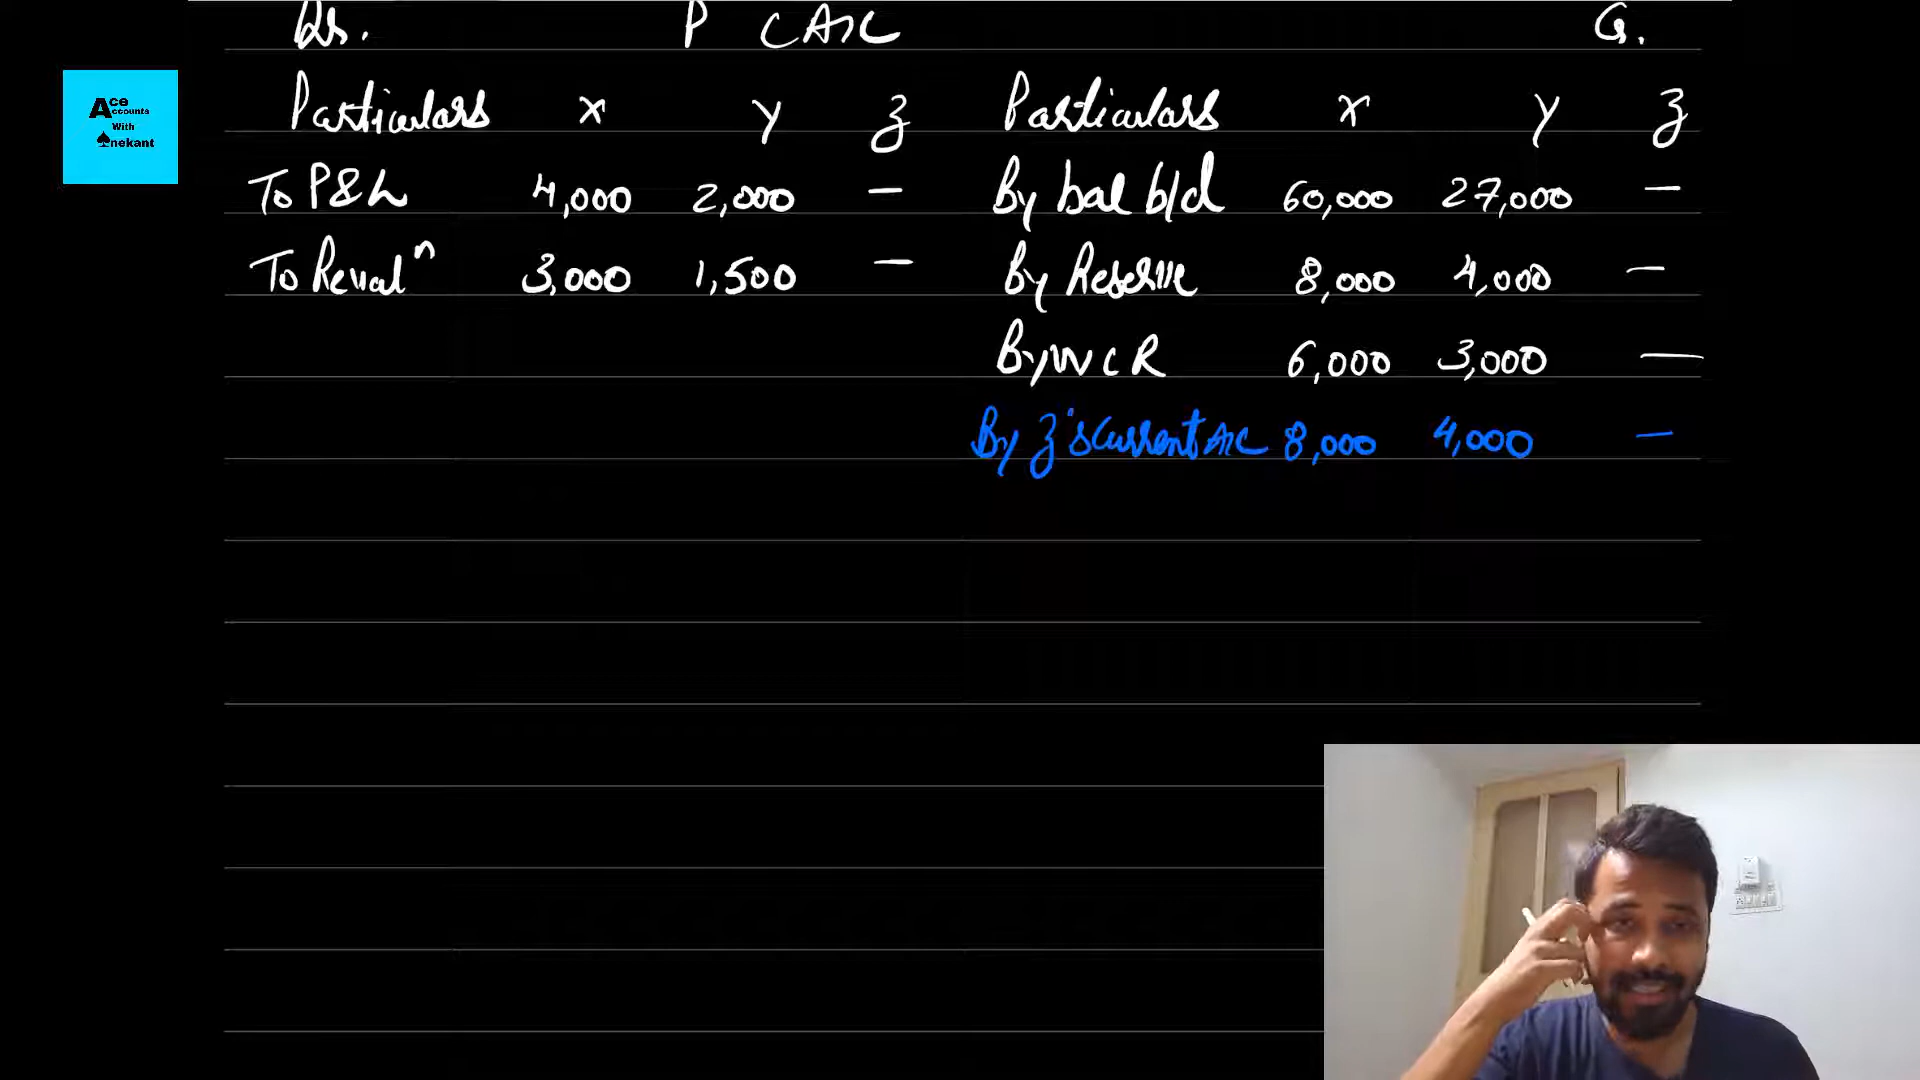 Dr. P C A/C Cr.
Ace
Accounts
With
Anekant
Particulars X Y Z Particulars X Y Z
To P&L 4,000 2,000 — By bal b/d 60,000 27,000 —
To Revalⁿ 3,000 1,500 — By Reserve 8,000 4,000 —
By WCR 6,000 3,000 —
By Z's Current A/C 8,000 4,000 —